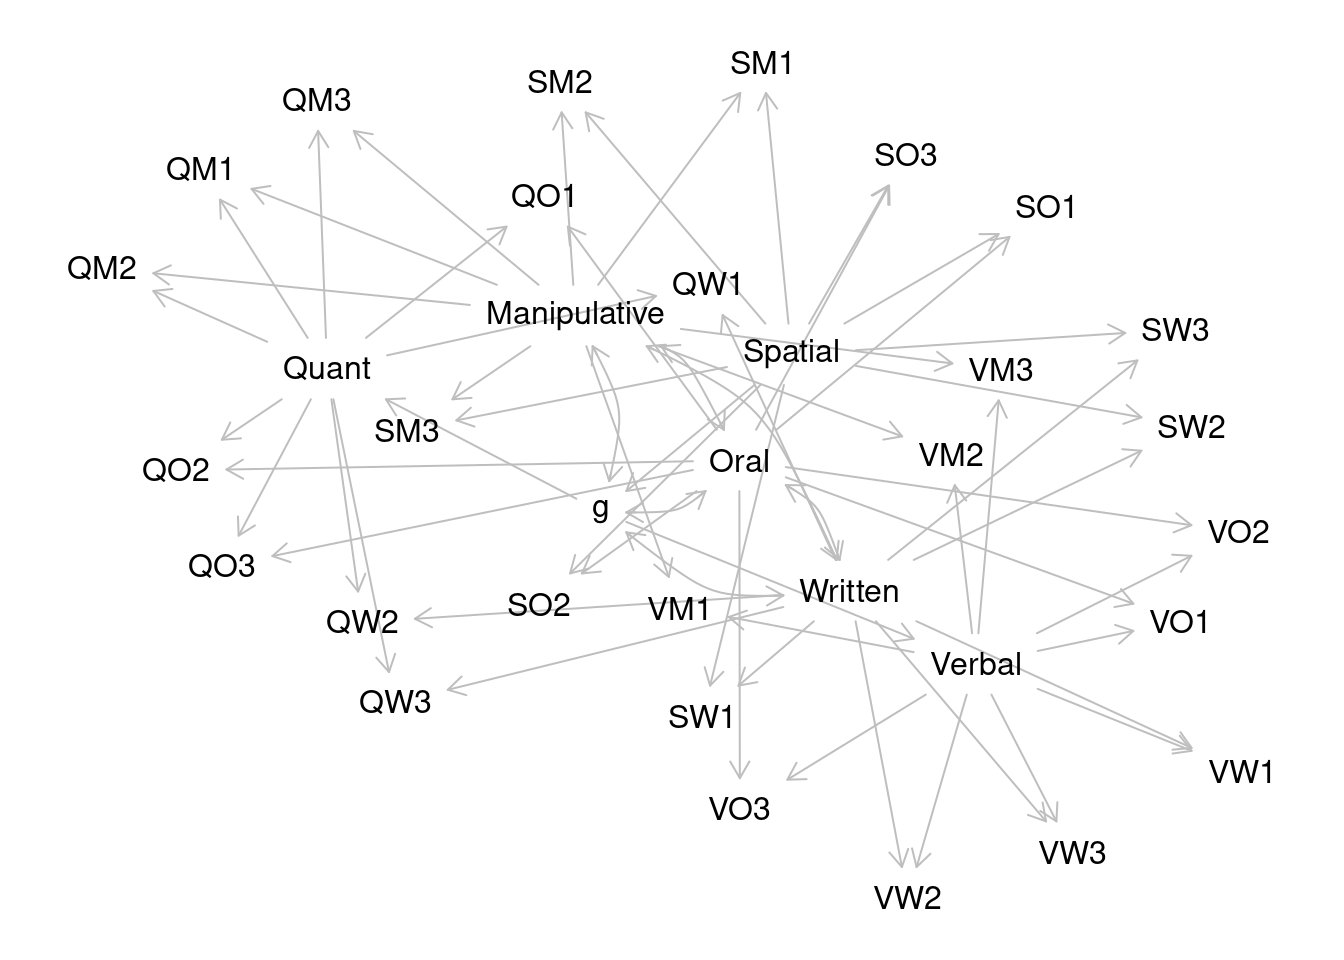 SM1
SM2
QM3
SO3
QM1
QO1
SO1
QM2
QW1
Manipulative
SW3
Spatial
Quant
VM3
SM3
SW2
VM2
Oral
QO2
g
VO2
QO3
Written
SO2
VM1
QW2
VO1
Verbal
QW3
SW1
VW1
VO3
VW3
VW2